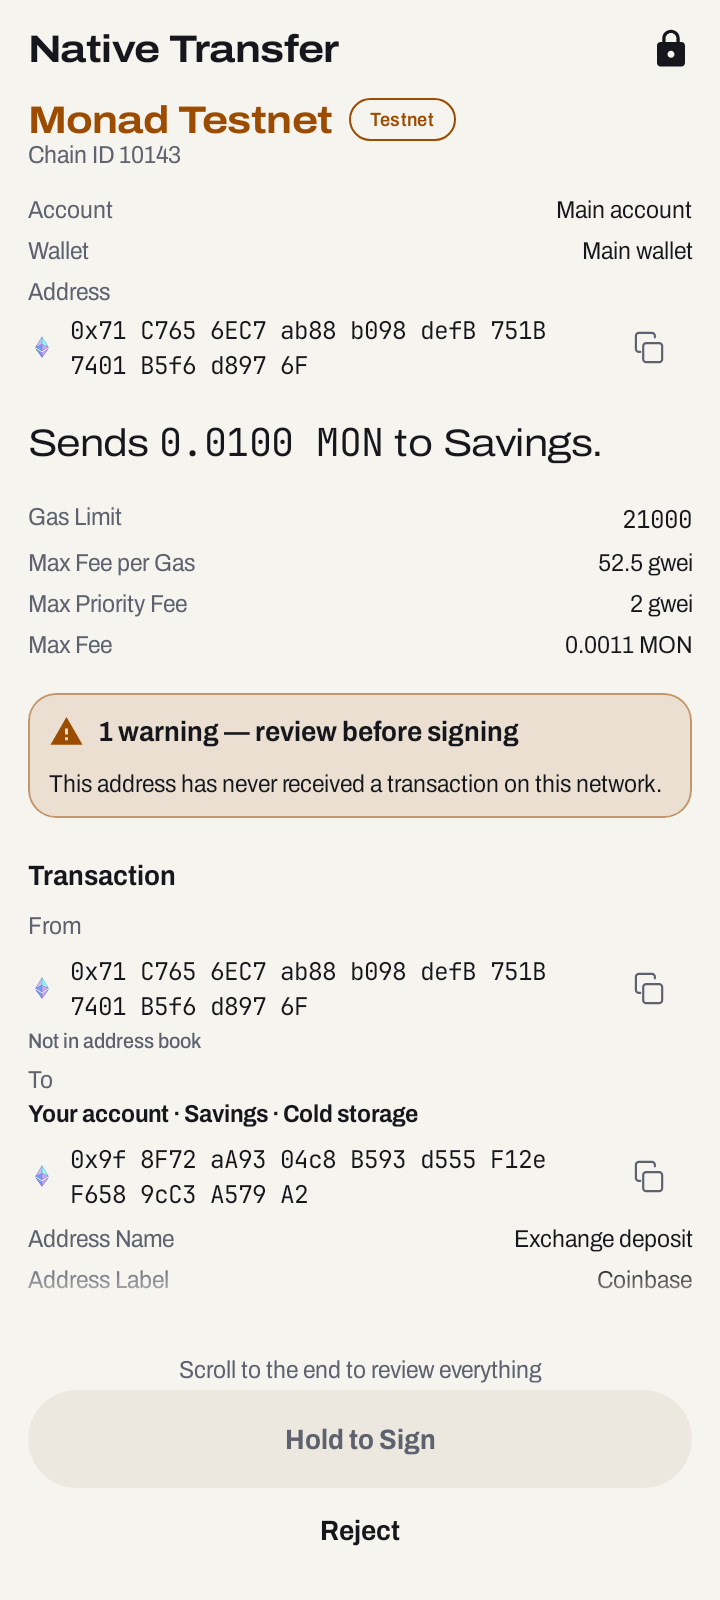 Native Transfer
Monad Testnet Testnet
Chain ID 10143
Account Main account
Wallet Main wallet
Address
0x71 C765 6EC7 ab88 b098 defB 751B
7401 B5f6 d897 6F
Sends 0.0100 MON to Savings.
Gas Limit 21000
Max Fee per Gas 52.5 gwei
Max Priority Fee 2 gwei
Max Fee 0.0011 MON
1 warning — review before signing
This address has never received a transaction on this network.
Transaction
From
0x71 C765 6EC7 ab88 b098 defB 751B
7401 B5f6 d897 6F
Not in address book
To
Your account · Savings · Cold storage
0x9f 8F72 aA93 04c8 B593 d555 F12e
F658 9cC3 A579 A2
Address Name Exchange deposit
Address Label Coinbase
Scroll to the end to review everything
Hold to Sign
Reject